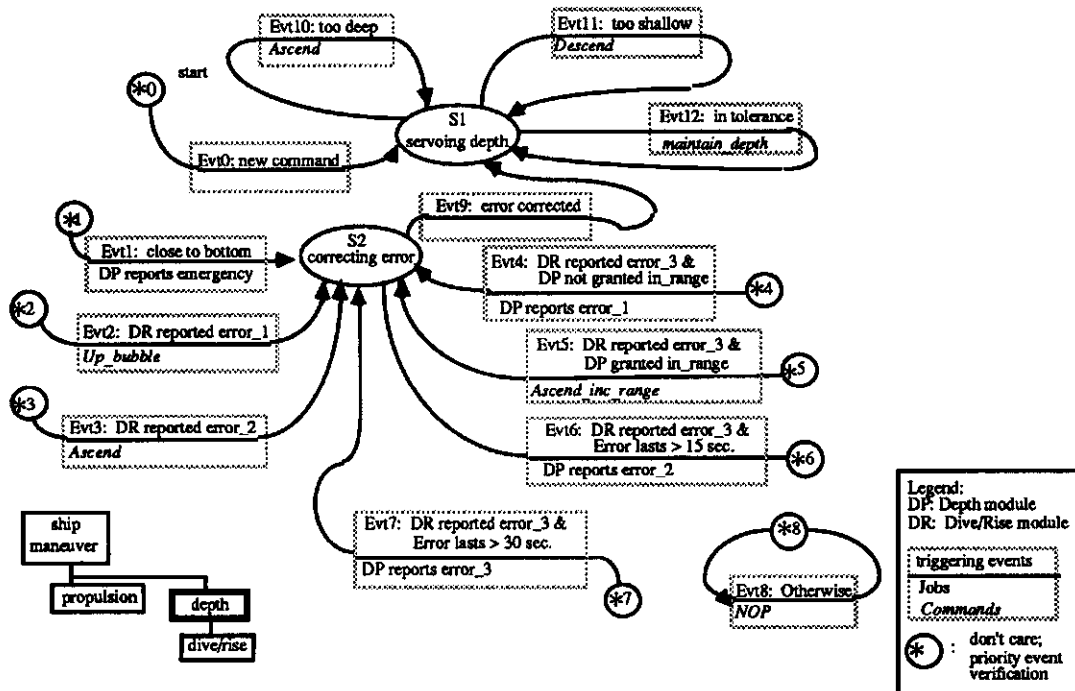 Evt10: too deep
Ascend
Evt11: too shallow
Descend
start
*0
S1
servoing depth
Evt12: in tolerance
maintain_depth
Evt0: new command
Evt9: error corrected
*1
Evt1: close to bottom
DP reports emergency
S2
correcting error
Evt4: DR reported error_3 &
DP not granted in_range
DP reports error_1
*4
*2
Evt2: DR reported error_1
Up_bubble
Evt5: DR reported error_3 &
DP granted in_range
Ascend_inc_range
*5
*3
Evt3: DR reported error_2
Ascend
Evt6: DR reported error_3 &
Error lasts > 15 sec.
DP reports error_2
*6
Evt7: DR reported error_3 &
Error lasts > 30 sec.
DP reports error_3
*7
*8
Evt8: Otherwise
NOP
ship
maneuver
propulsion
depth
dive/rise
Legend:
DP: Depth module
DR: Dive/Rise module
triggering events
Jobs
Commands
* : don't care;
priority event
verification